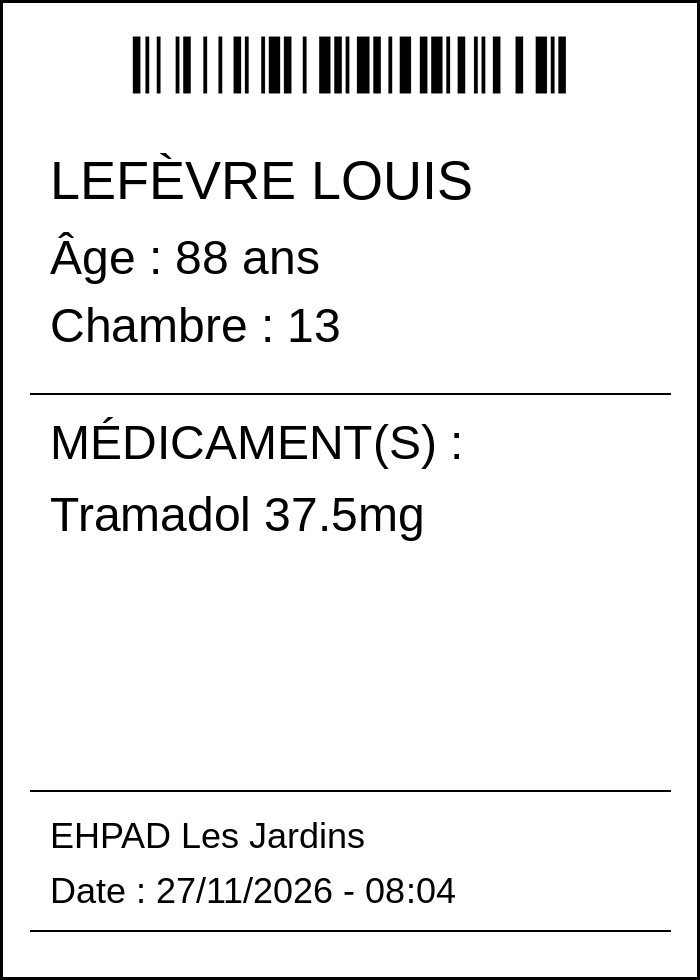 LEFÈVRE LOUIS
Âge : 88 ans
Chambre : 13
MÉDICAMENT(S) :
Tramadol 37.5mg
EHPAD Les Jardins
Date : 27/11/2026 - 08:04